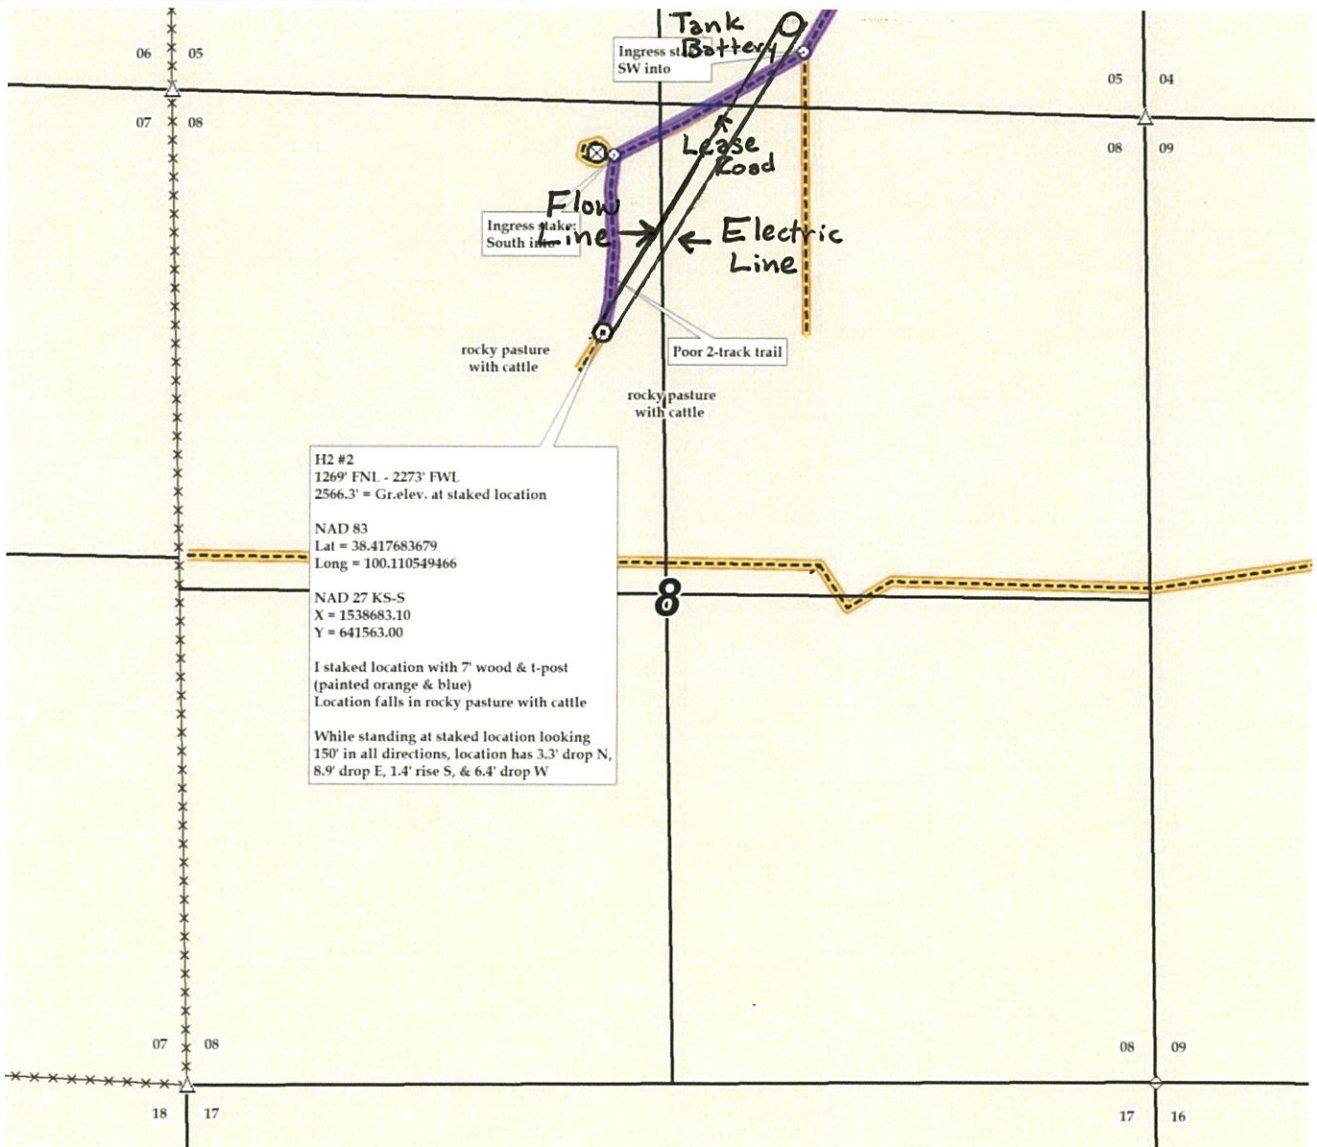 Tank
Battery
Ingress
SW into
06 05
05 04
07 08
08 09
Lease
Road
Flow
Line
Ingress stake:
South into
Electric
Line
Poor 2-track trail
rocky pasture
with cattle
rocky pasture
with cattle
H2 #2
1269' FNL - 2273' FWL
2566.3' = Gr.elev. at staked location
NAD 83
Lat = 38.417683679
Long = 100.110549466
NAD 27 KS-S
X = 1538683.10
Y = 641563.00
I staked location with 7' wood & t-post
(painted orange & blue)
Location falls in rocky pasture with cattle
While standing at staked location looking
150' in all directions, location has 3.3' drop N,
8.9' drop E, 1.4' rise S, & 6.4' drop W
8
07 08
08 09
18 17
17 16